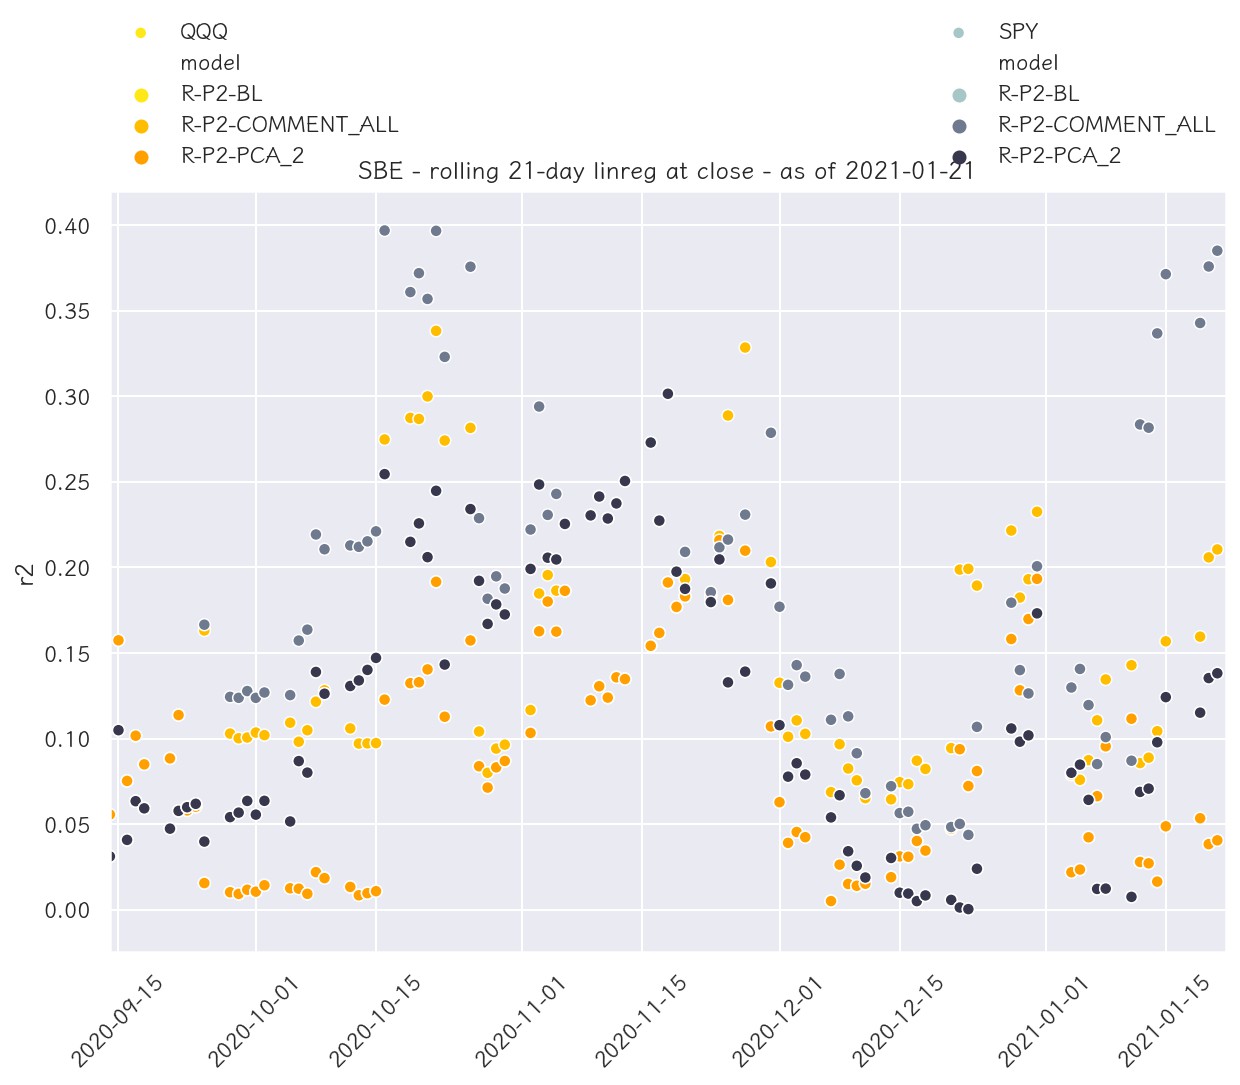 QQQ
model
R-P2-BL
R-P2-COMMENT_ALL
R-P2-PCA_2
SPY
model
R-P2-BL
R-P2-COMMENT_ALL
R-P2-PCA_2
SBE - rolling 21-day linreg at close - as of 2021-01-21
r2
0.40
0.35
0.30
0.25
0.20
0.15
0.10
0.05
0.00
2020-09-15
2020-10-01
2020-10-15
2020-11-01
2020-11-15
2020-12-01
2020-12-15
2021-01-01
2021-01-15